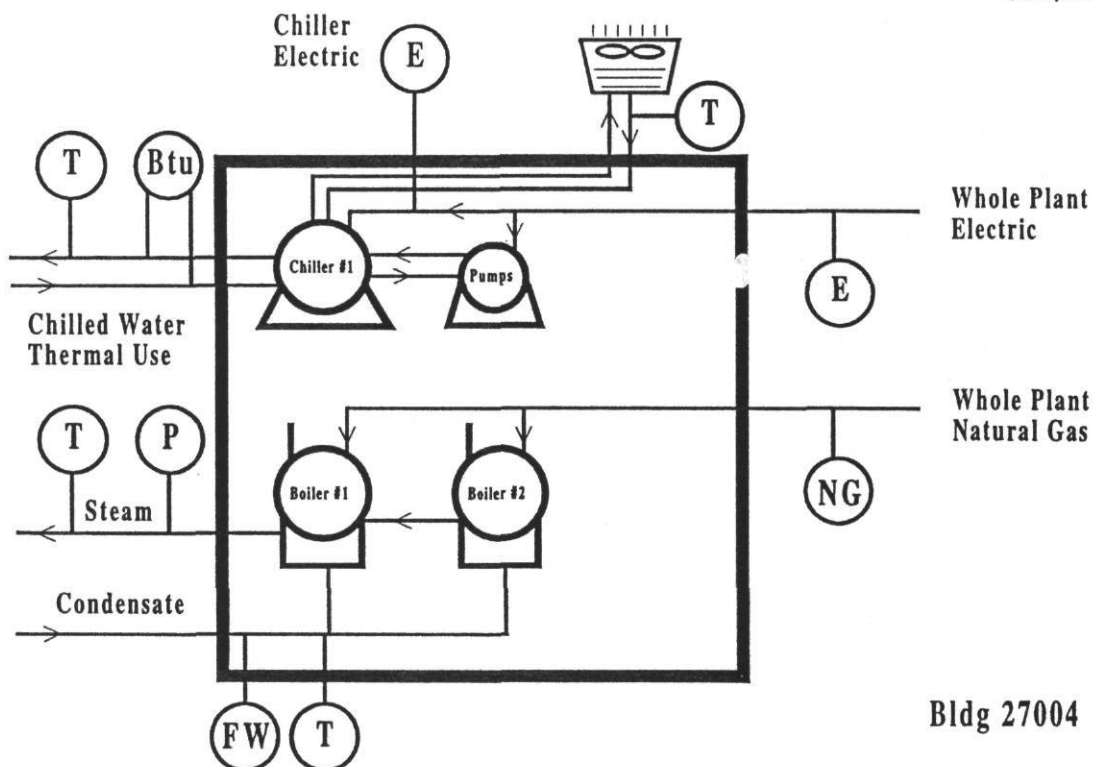 Chiller
Electric
E
T
T
Btu
Whole Plant
Electric
Chiller #1
Pumps
E
Chilled Water
Thermal Use
Whole Plant
Natural Gas
T
P
Boiler #1
Boiler #2
NG
Steam
Condensate
FW
T
Bldg 27004